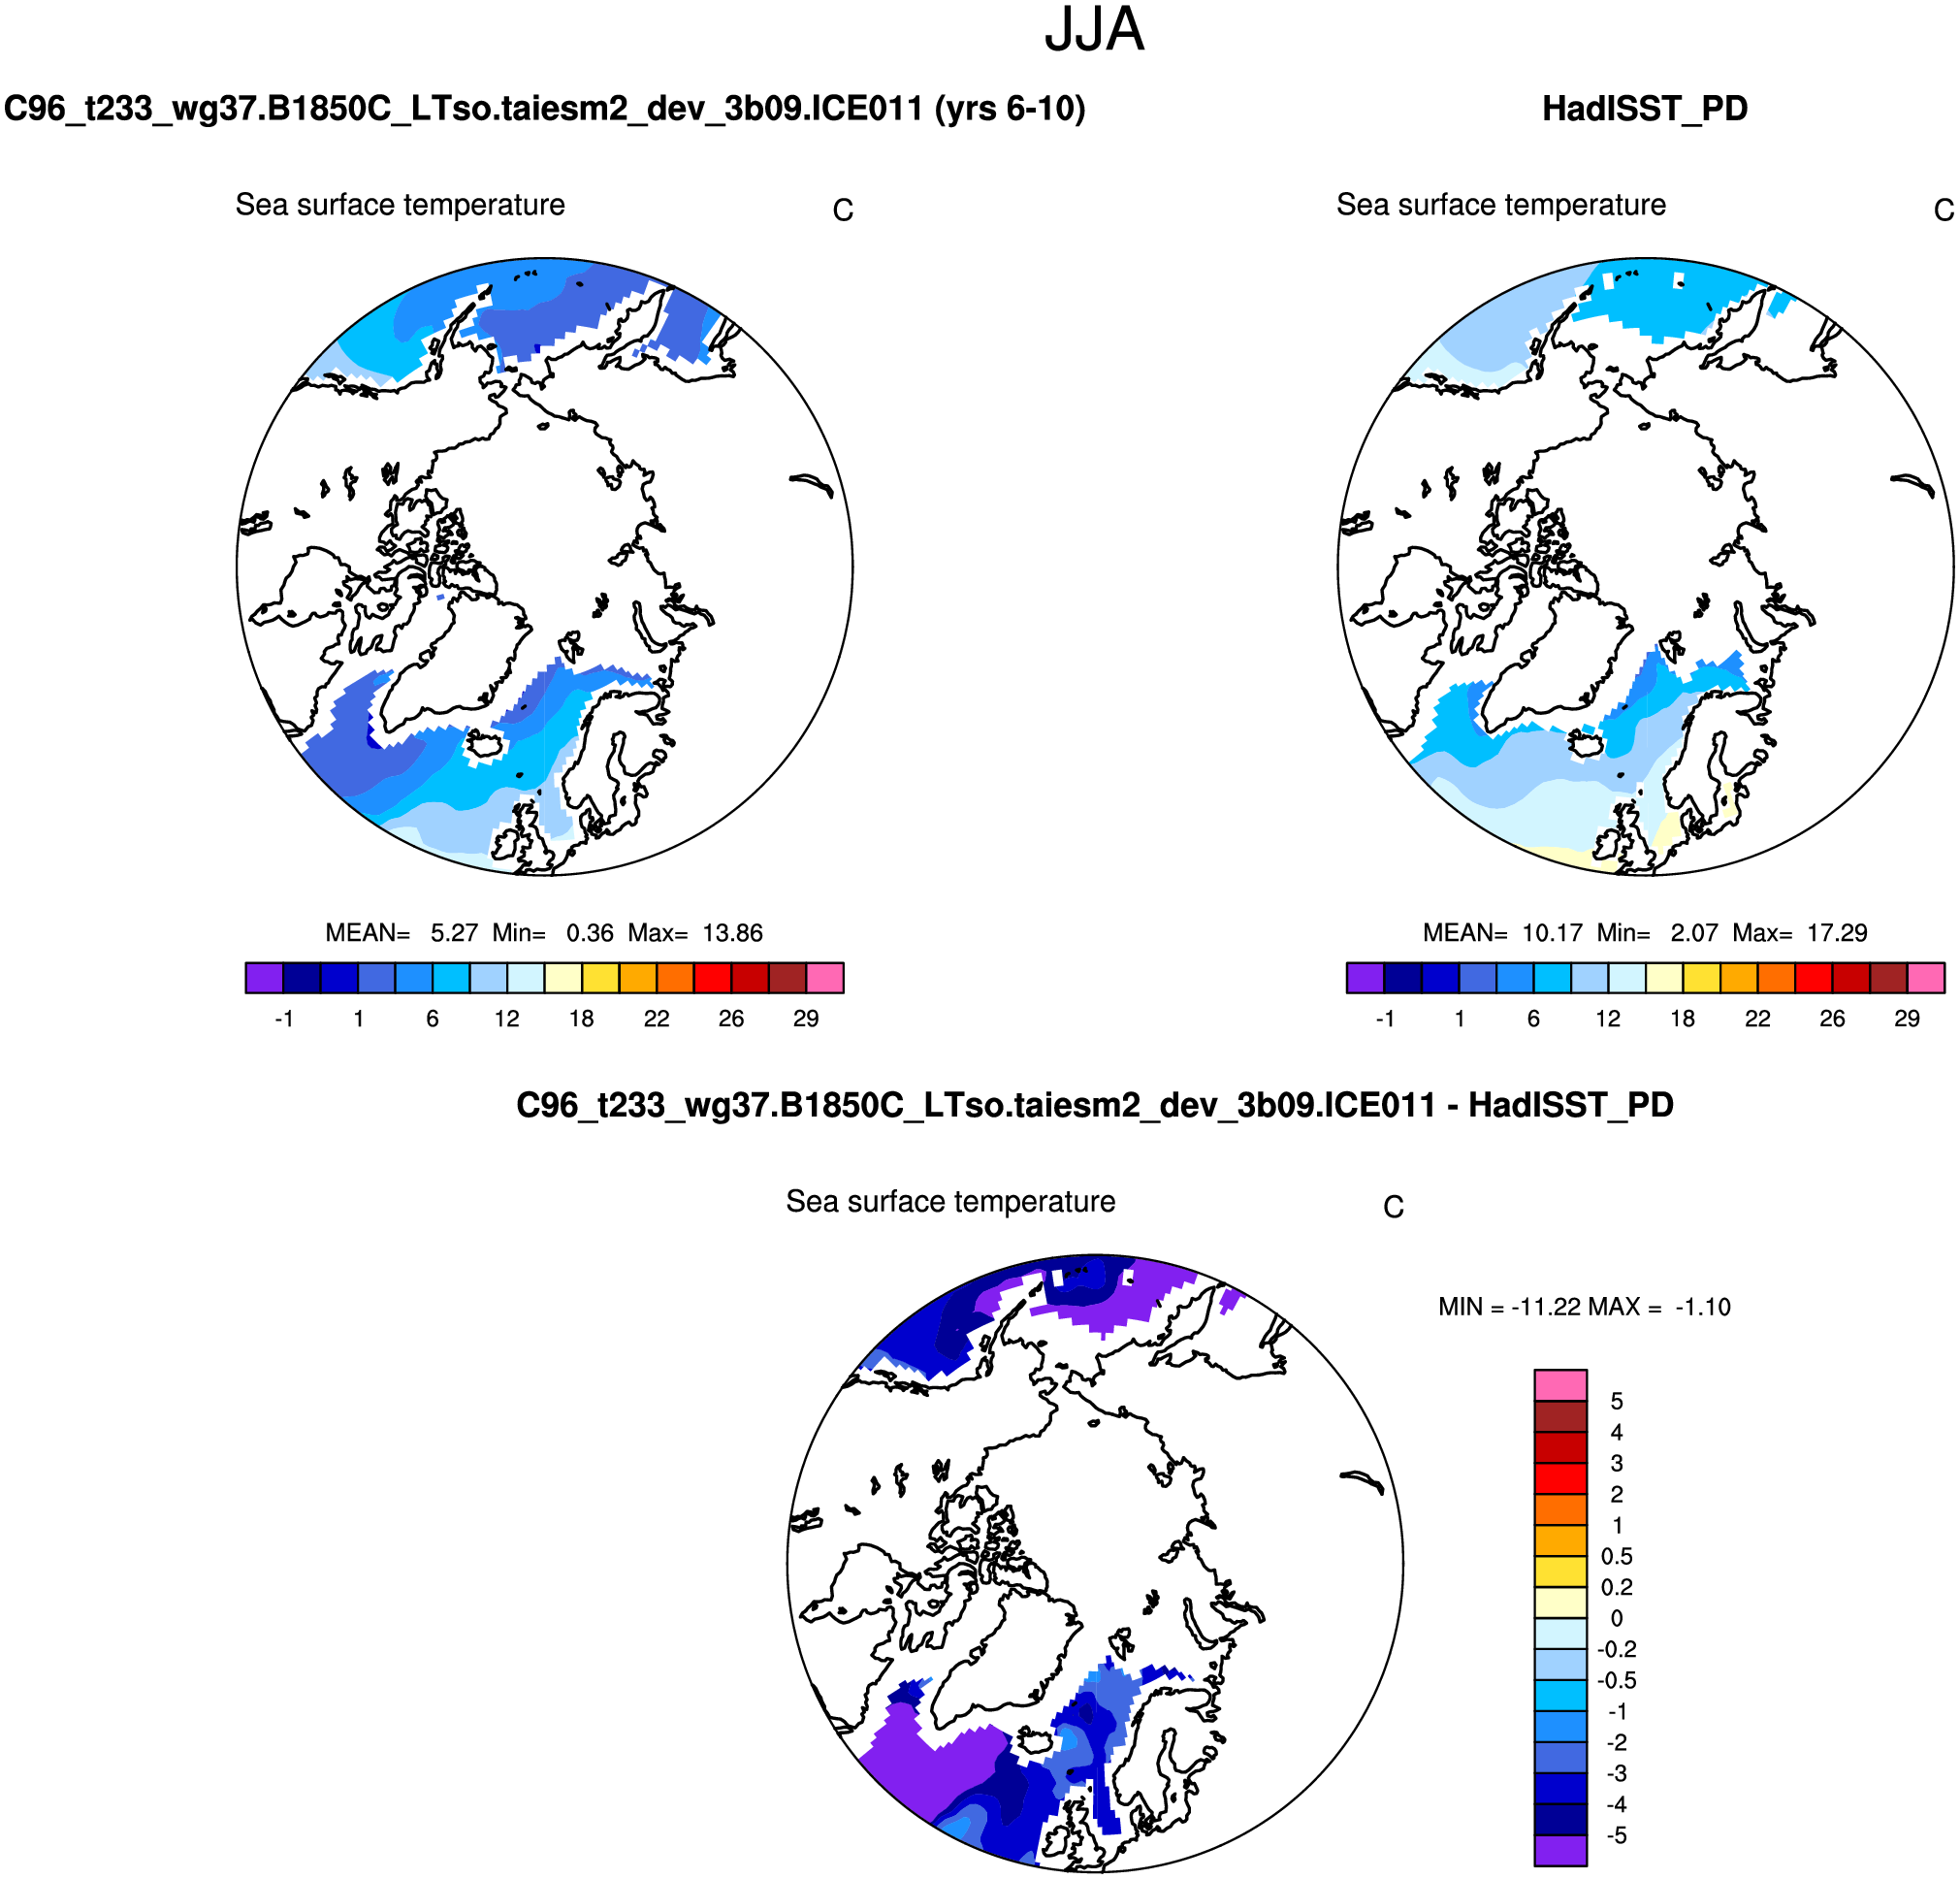 JJA
C96_t233_wg37.B1850C_LTso.taiesm2_dev_3b09.ICE011 (yrs 6-10)
HadISST_PD
Sea surface temperature C
Sea surface temperature C
MEAN= 5.27 Min= 0.36 Max= 13.86
MEAN= 10.17 Min= 2.07 Max= 17.29
-1 1 6 12 18 22 26 29
-1 1 6 12 18 22 26 29
C96_t233_wg37.B1850C_LTso.taiesm2_dev_3b09.ICE011 - HadISST_PD
Sea surface temperature C
MIN = -11.22 MAX = -1.10
5
4
3
2
1
0.5
0.2
0
-0.2
-0.5
-1
-2
-3
-4
-5